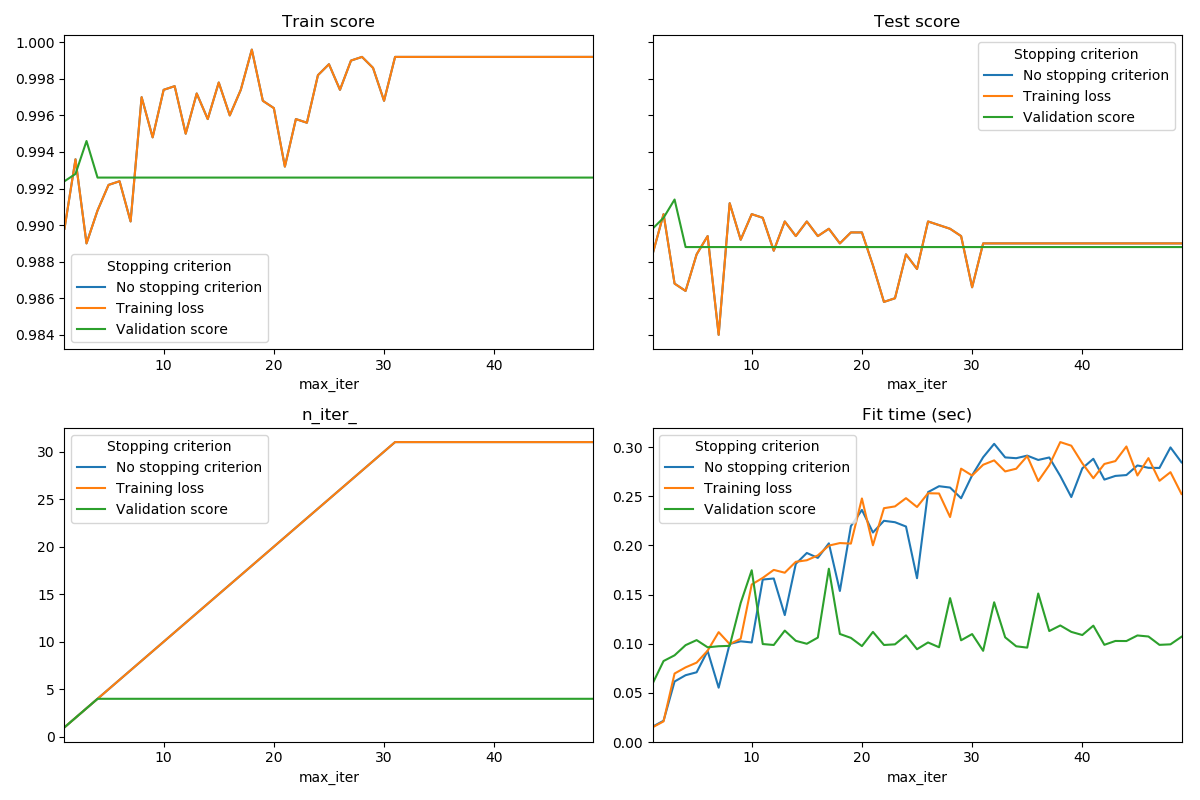 Train score
1.000
0.998
0.996
0.994
0.992
0.990
0.988
0.986
0.984
Stopping criterion
No stopping criterion
Training loss
Validation score
10
20
30
40
max_iter
Test score
Stopping criterion
No stopping criterion
Training loss
Validation score
10
20
30
40
max_iter
n_iter_
30
25
20
15
10
5
0
Stopping criterion
No stopping criterion
Training loss
Validation score
10
20
30
40
max_iter
Fit time (sec)
0.30
0.25
0.20
0.15
0.10
0.05
0.00
Stopping criterion
No stopping criterion
Training loss
Validation score
10
20
30
40
max_iter